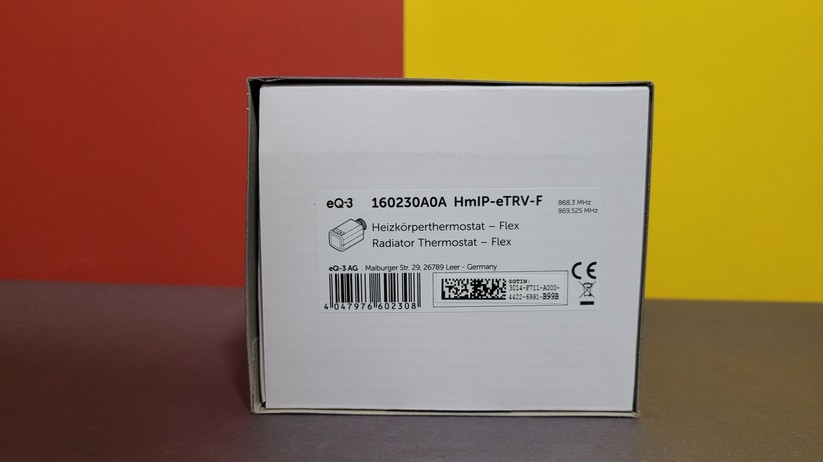 eQ-3 160230A0A HmIP-eTRV-F
868,3 MHz
869,525 MHz
Heizkörperthermostat – Flex
Radiator Thermostat – Flex
eQ-3 AG Maiburger Str. 29, 26789 Leer - Germany
CE
SGTIN:
3014-F711-A000-
4422-6991-B99B
4 047976 602308